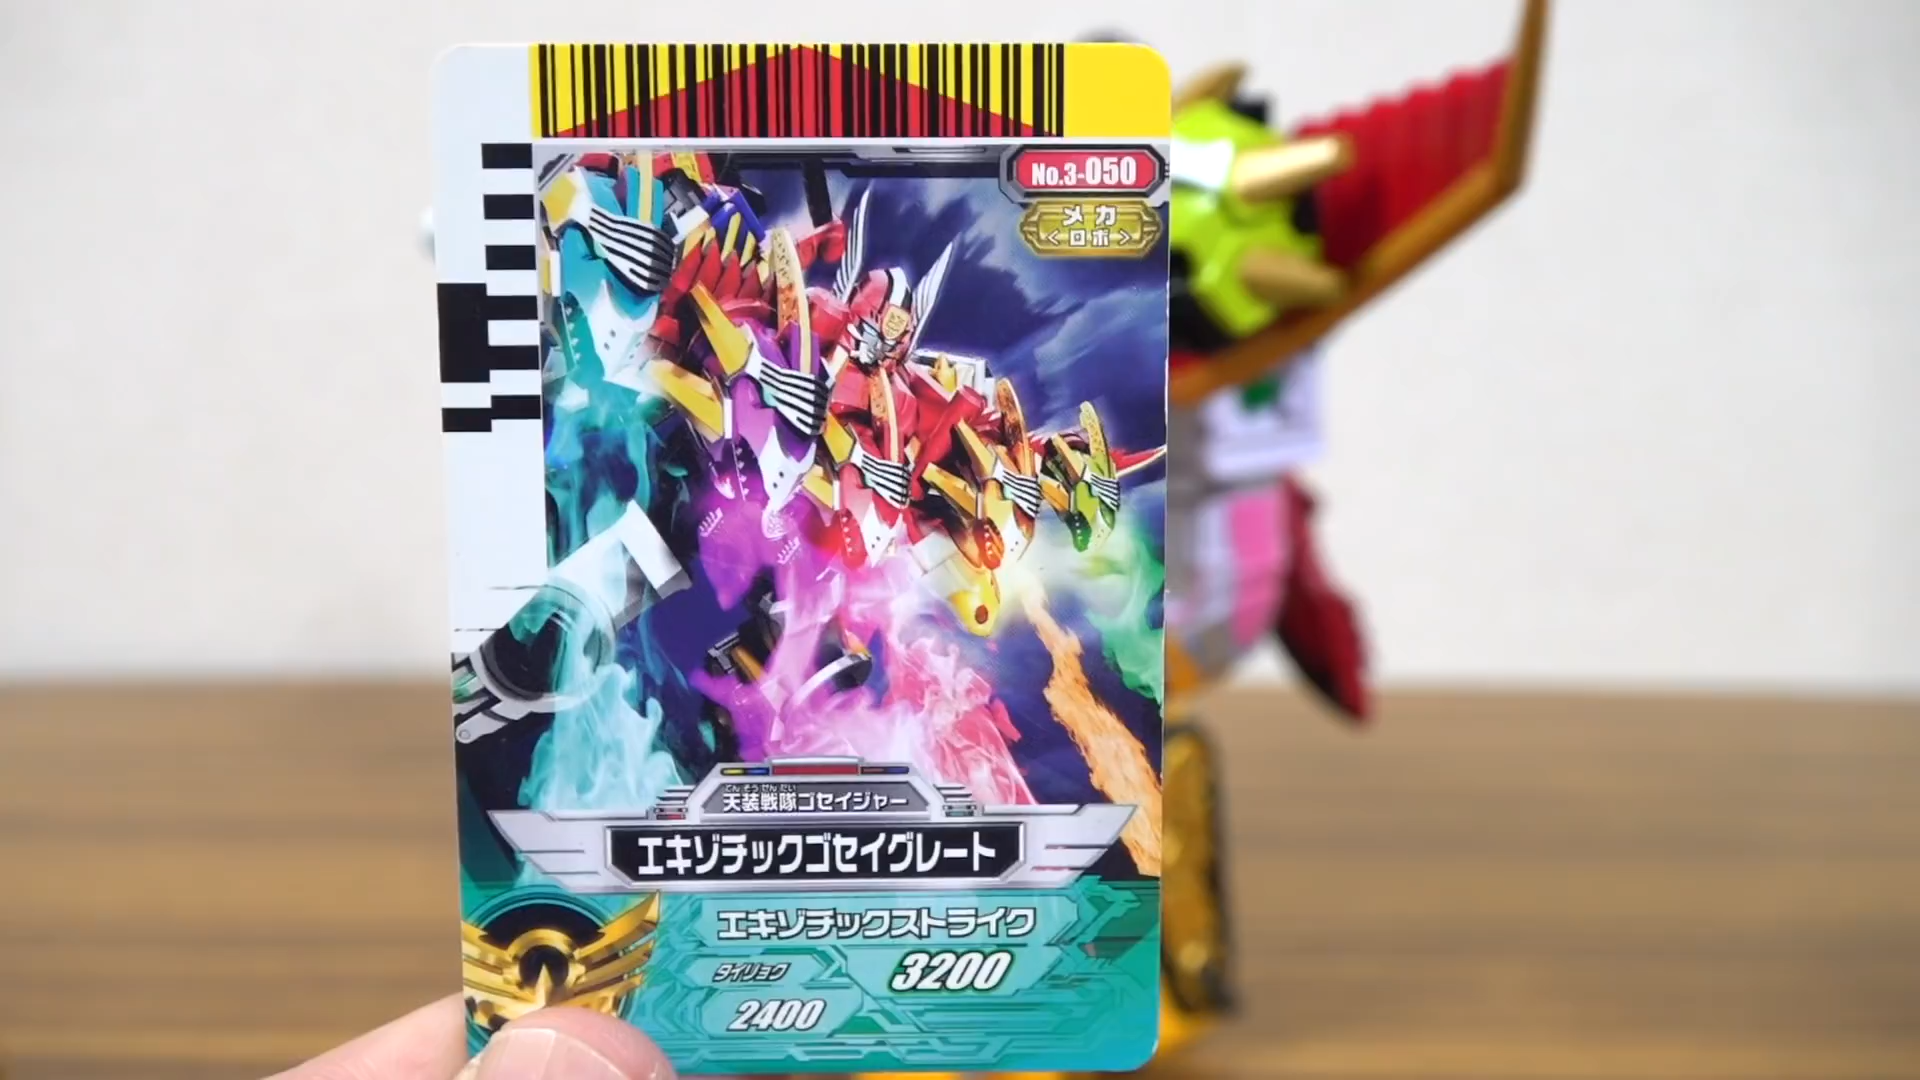 No.3-050
メカ
<ロボ>
てんそうせんたい
天装戦隊ゴセイジャー
エキゾチックゴセイグレート
エキゾチックストライク
タイリョク
3200
2400